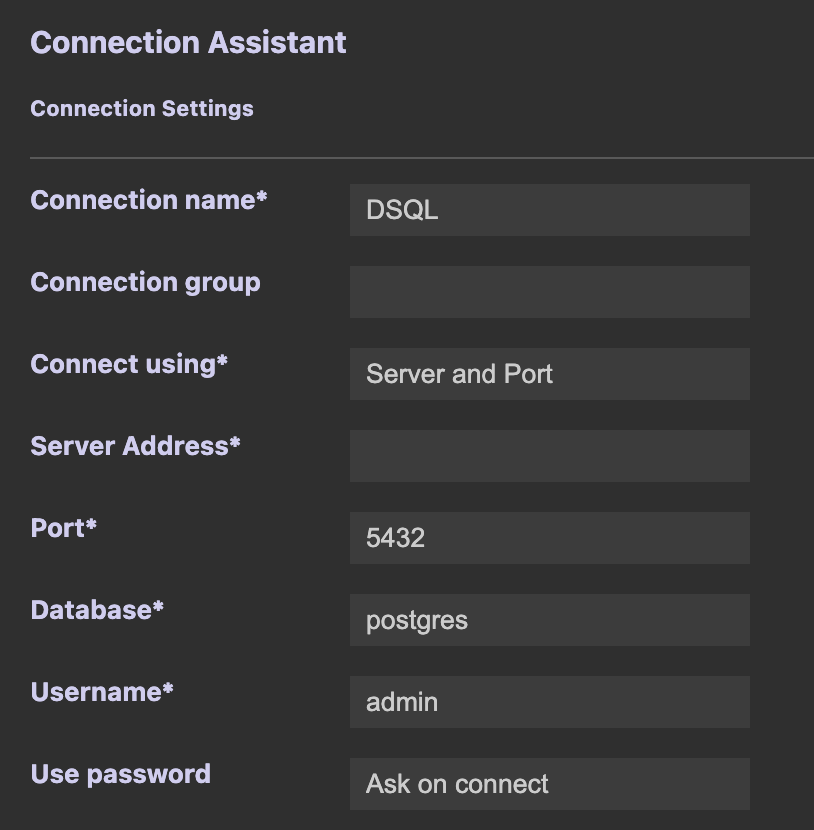 Connection Assistant
Connection Settings
Connection name* DSQL
Connection group
Connect using* Server and Port
Server Address*
Port* 5432
Database* postgres
Username* admin
Use password Ask on connect